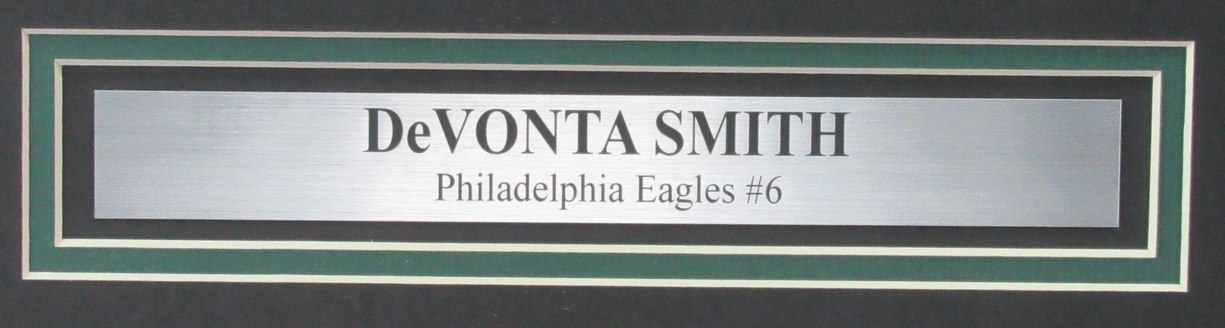 DeVONTA SMITH
Philadelphia Eagles #6